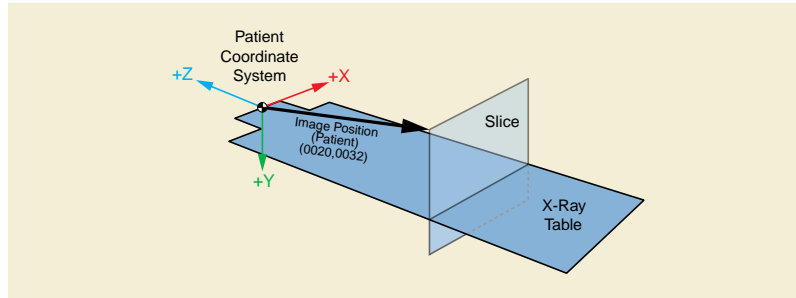 Patient
Coordinate
System
+Z
+X
+Y
Image Position
(Patient)
(0020,0032)
Slice
X-Ray
Table